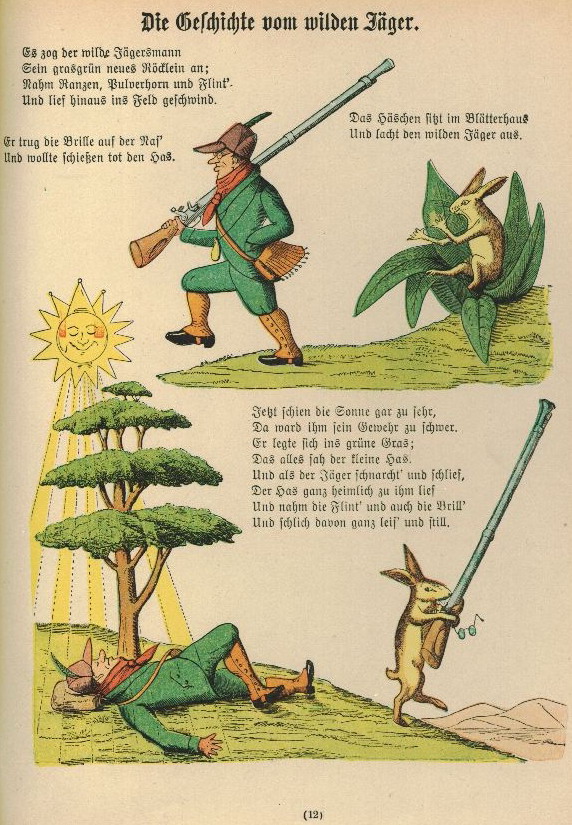 Die Geschichte vom wilden Jäger.
Es zog der wilde Jägersmann
Sein grasgrün neues Röcklein an;
Nahm Ranzen, Pulverhorn und Flint'.
Und lief hinaus ins Feld geschwind.
Er trug die Brille auf der Nas'
Und wollte schießen tot den Has.
Das Häschen sitzt im Blätterhaus
Und lacht den wilden Jäger aus.
Jetzt schien die Sonne gar zu sehr,
Da ward ihm sein Gewehr zu schwer.
Er legte sich ins grüne Gras;
Das alles sah der kleine Has.
Und als der Jäger schnarcht' und schlief,
Der Has ganz heimlich zu ihm lief
Und nahm die Flint' und auch die Brill'
Und schlich davon ganz leis' und still.
(12)